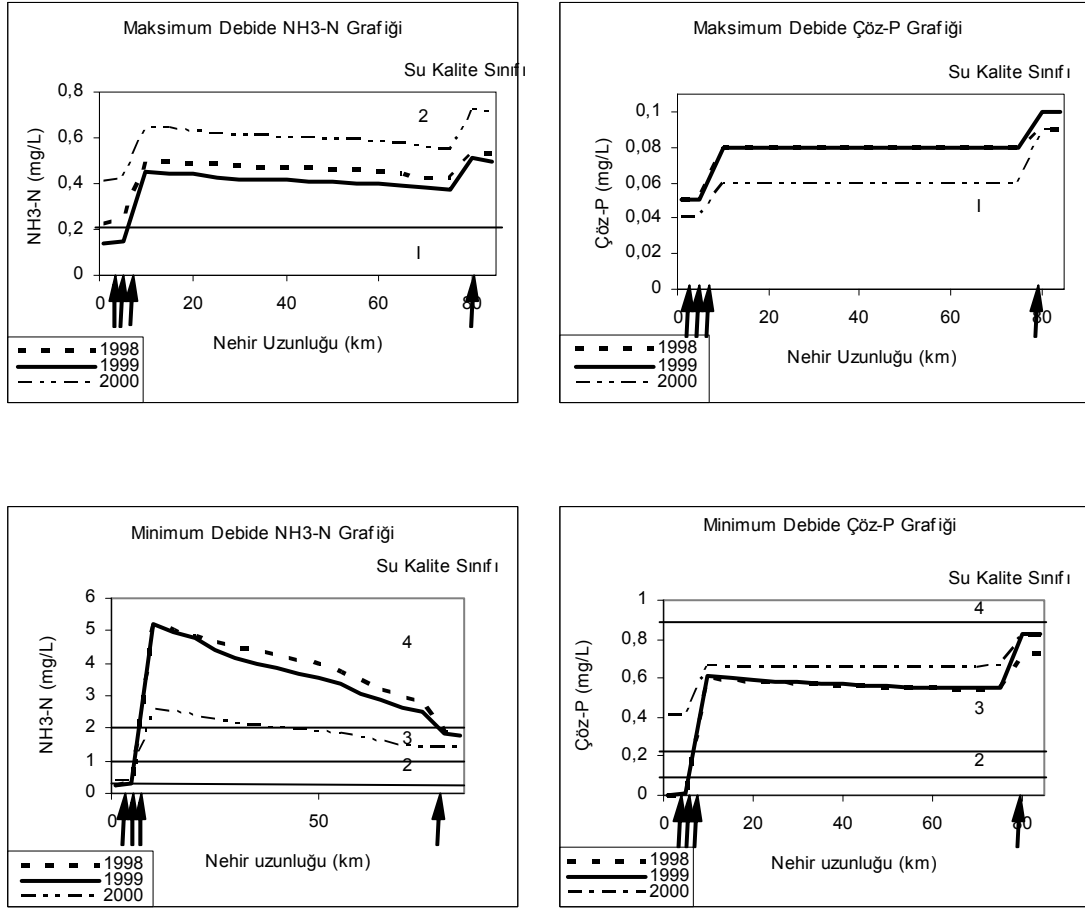 Maksimum Debide NH3-N Grafiği
Su Kalite Sınıfı
0,8
0,6
0,4
0,2
0
NH3-N (mg/L)
2
I
0 20 40 60 80
Nehir Uzunluğu (km)
1998
1999
2000
Maksimum Debide Çöz-P Grafiği
Su Kalite Sınıfı
0,1
0,08
0,06
0,04
0,02
0
Çöz-P (mg/L)
I
0 20 40 60 80
Nehir Uzunluğu (km)
1998
1999
2000
Minimum Debide NH3-N Grafiği
Su Kalite Sınıfı
6
5
4
3
2
1
0
NH3-N (mg/L)
4
3
2
0 50
Nehir uzunluğu (km)
1998
1999
2000
Minimum Debide Çöz-P Grafiği
Su Kalite Sınıfı
1
0,8
0,6
0,4
0,2
0
Çöz-P (mg/L)
4
3
2
0 20 40 60 80
Nehir uzunluğu (km)
1998
1999
2000